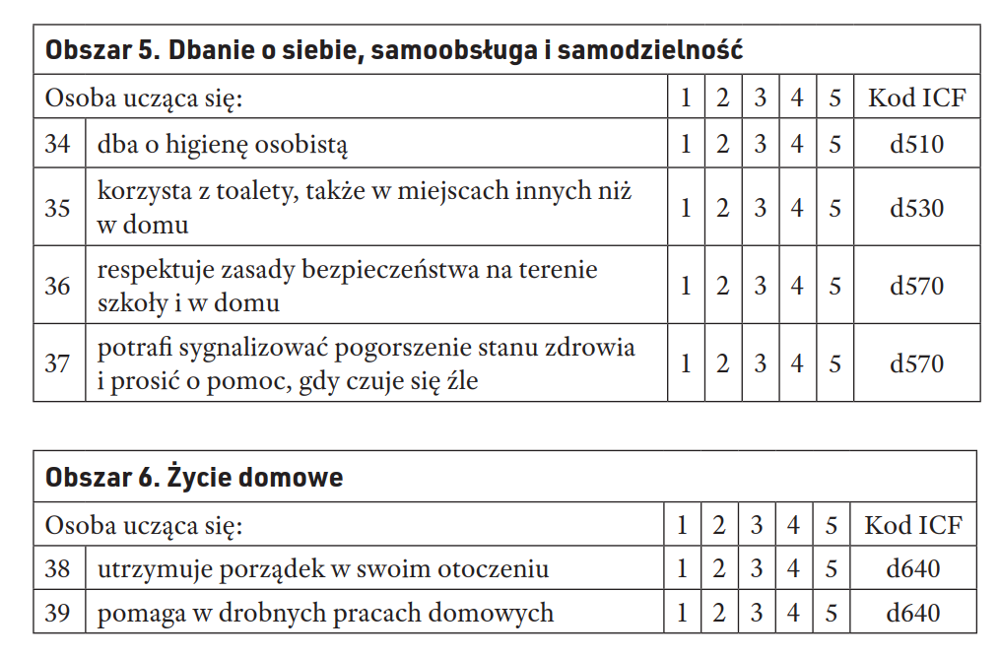 Obszar 5. Dbanie o siebie, samoobsługa i samodzielność
Osoba ucząca się: 1 2 3 4 5 Kod ICF
34 dba o higienę osobistą 1 2 3 4 5 d510
35 korzysta z toalety, także w miejscach innych niż
w domu 1 2 3 4 5 d530
36 respektuje zasady bezpieczeństwa na terenie
szkoły i w domu 1 2 3 4 5 d570
37 potrafi sygnalizować pogorszenie stanu zdrowia
i prosić o pomoc, gdy czuje się źle 1 2 3 4 5 d570
Obszar 6. Życie domowe
Osoba ucząca się: 1 2 3 4 5 Kod ICF
38 utrzymuje porządek w swoim otoczeniu 1 2 3 4 5 d640
39 pomaga w drobnych pracach domowych 1 2 3 4 5 d640